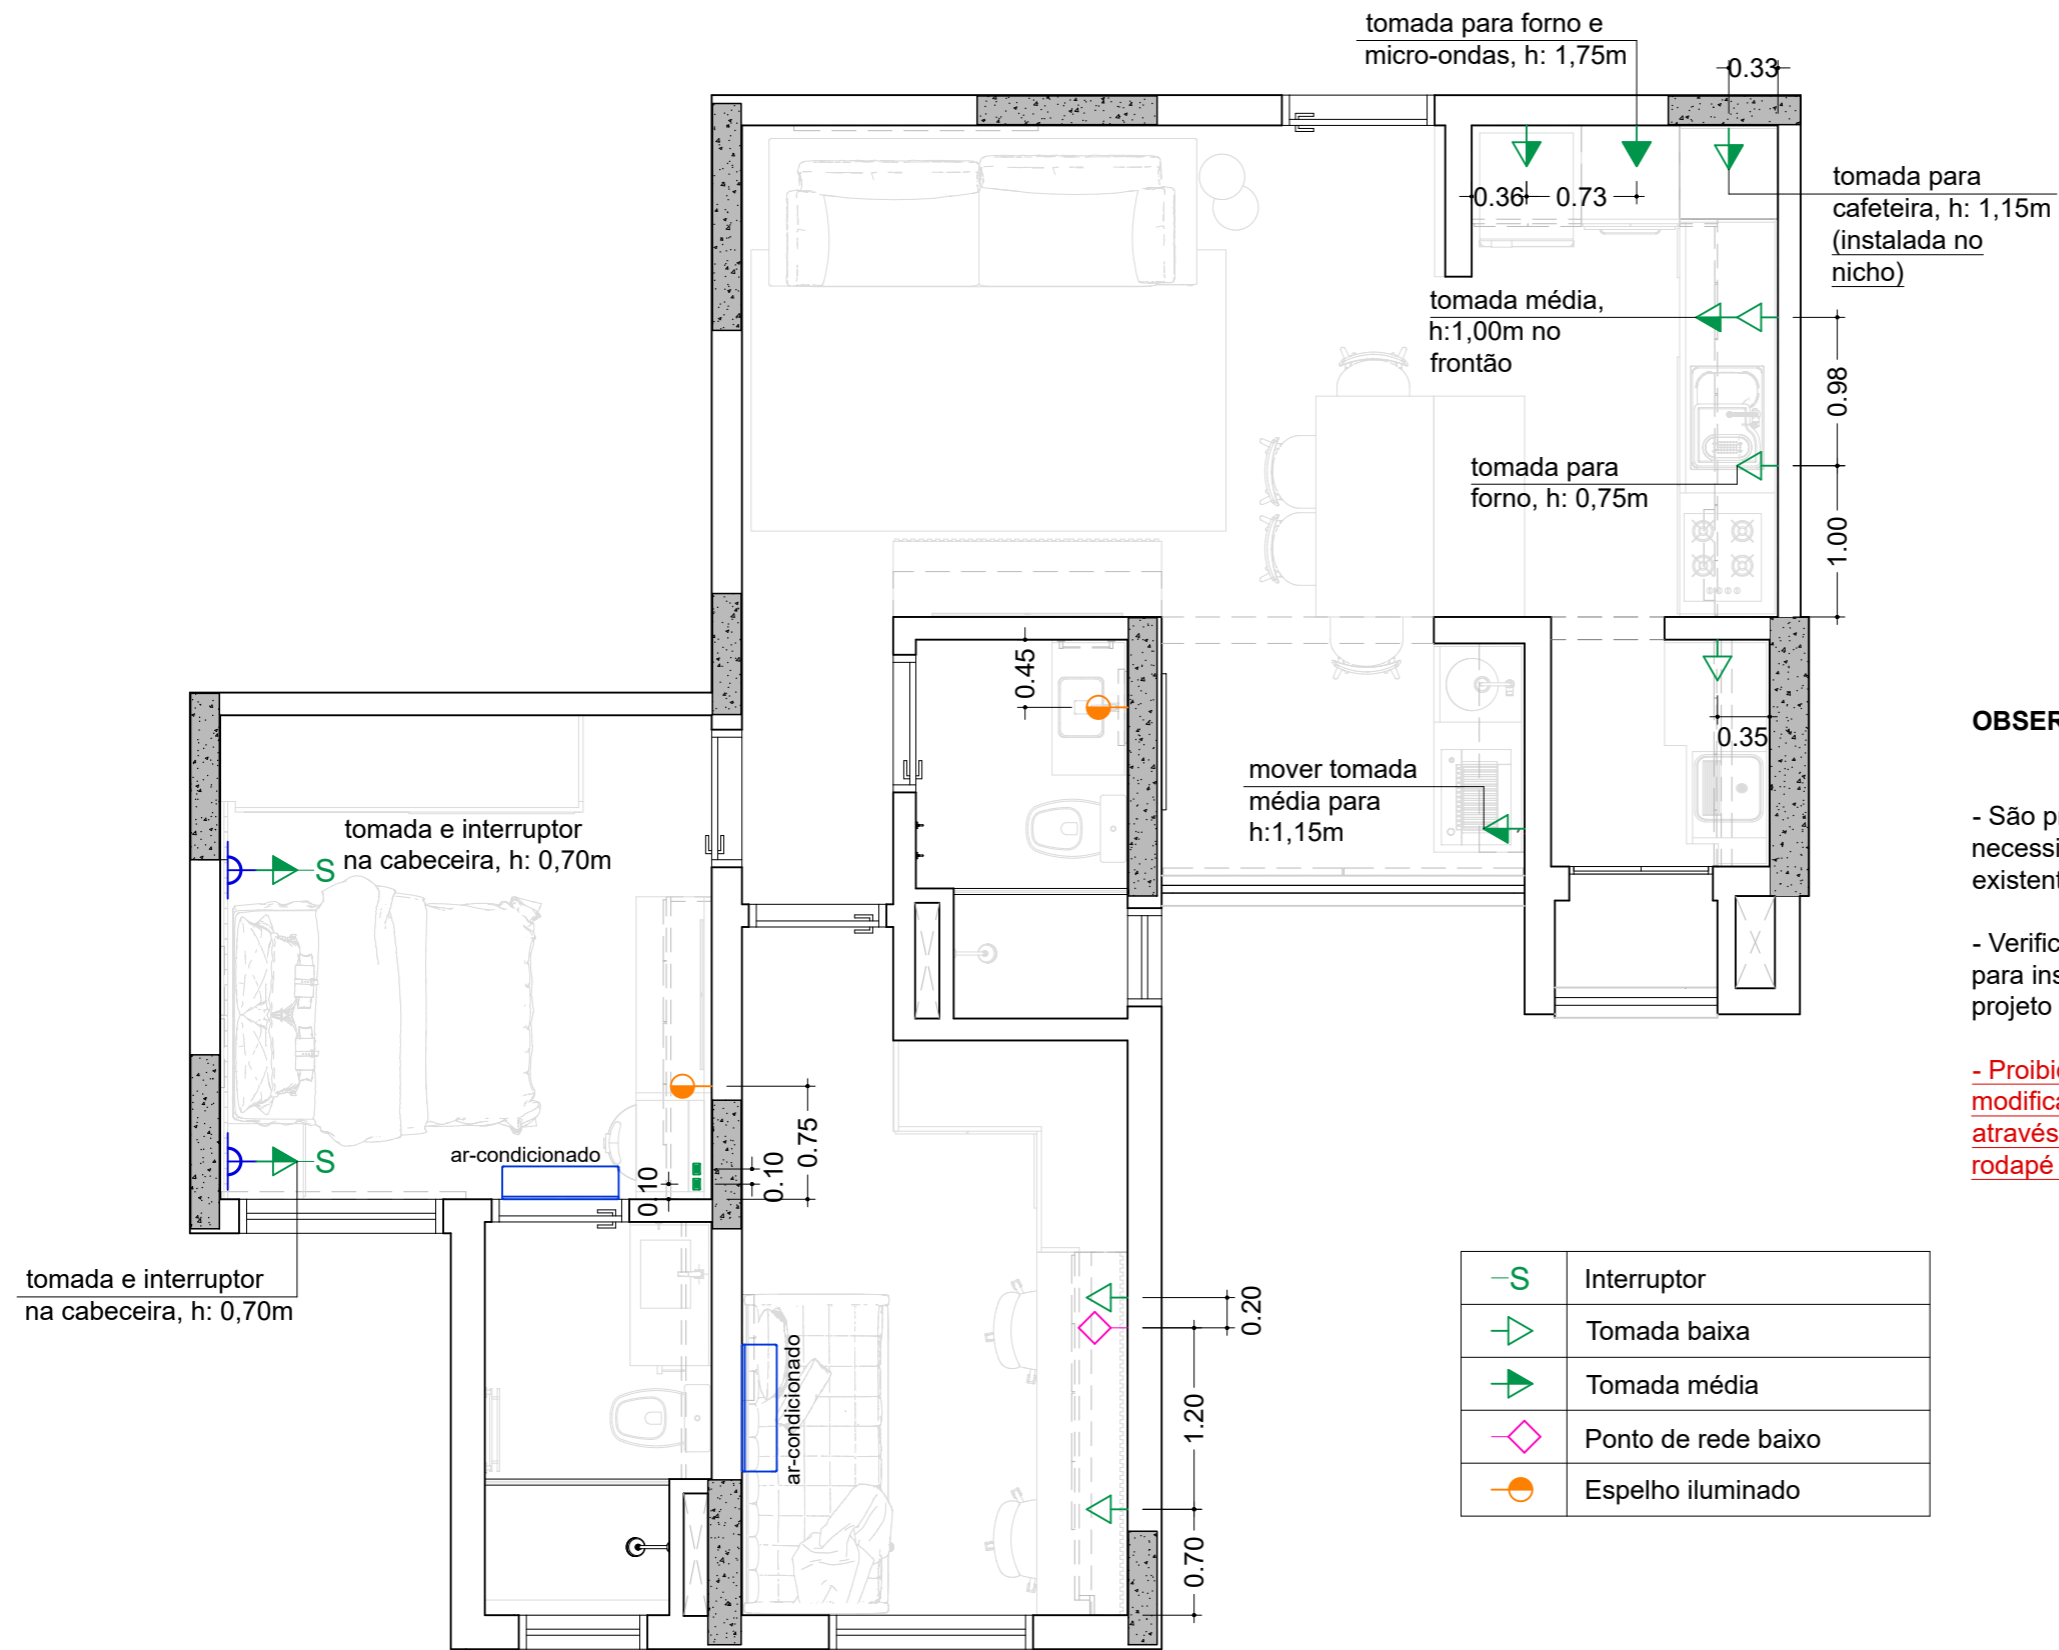 tomada para forno e
micro-ondas, h: 1,75m
0.33
tomada para
cafeteira, h: 1,15m
(instalada no
nicho)
0.36
0.73
tomada média,
h:1,00m no
frontão
0.98
tomada para
forno, h: 0,75m
1.00
0.45
0.35
mover tomada
média para
h:1,15m
tomada e interruptor
na cabeceira, h: 0,70m
S
S
ar-condicionado
0.75
0.10
0.10
tomada e interruptor
na cabeceira, h: 0,70m
ar-condicionado
0.20
1.20
0.70
OBSER
- São pr
necessi
existent
- Verific
para ins
projeto
- Proibid
modifica
através
rodapé
S Interruptor
Tomada baixa
Tomada média
Ponto de rede baixo
Espelho iluminado